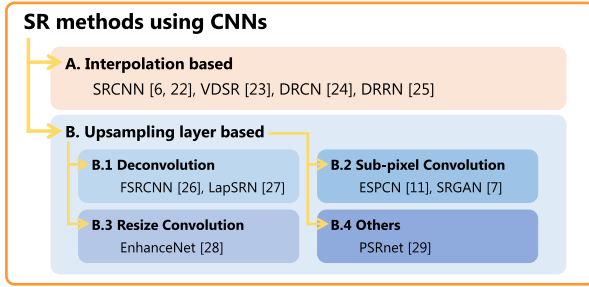 SR methods using CNNs
A. Interpolation based
SRCNN [6, 22], VDSR [23], DRCN [24], DRRN [25]
B. Upsampling layer based
B.1 Deconvolution
FSRCNN [26], LapSRN [27]
B.2 Sub-pixel Convolution
ESPCN [11], SRGAN [7]
B.3 Resize Convolution
EnhanceNet [28]
B.4 Others
PSRnet [29]